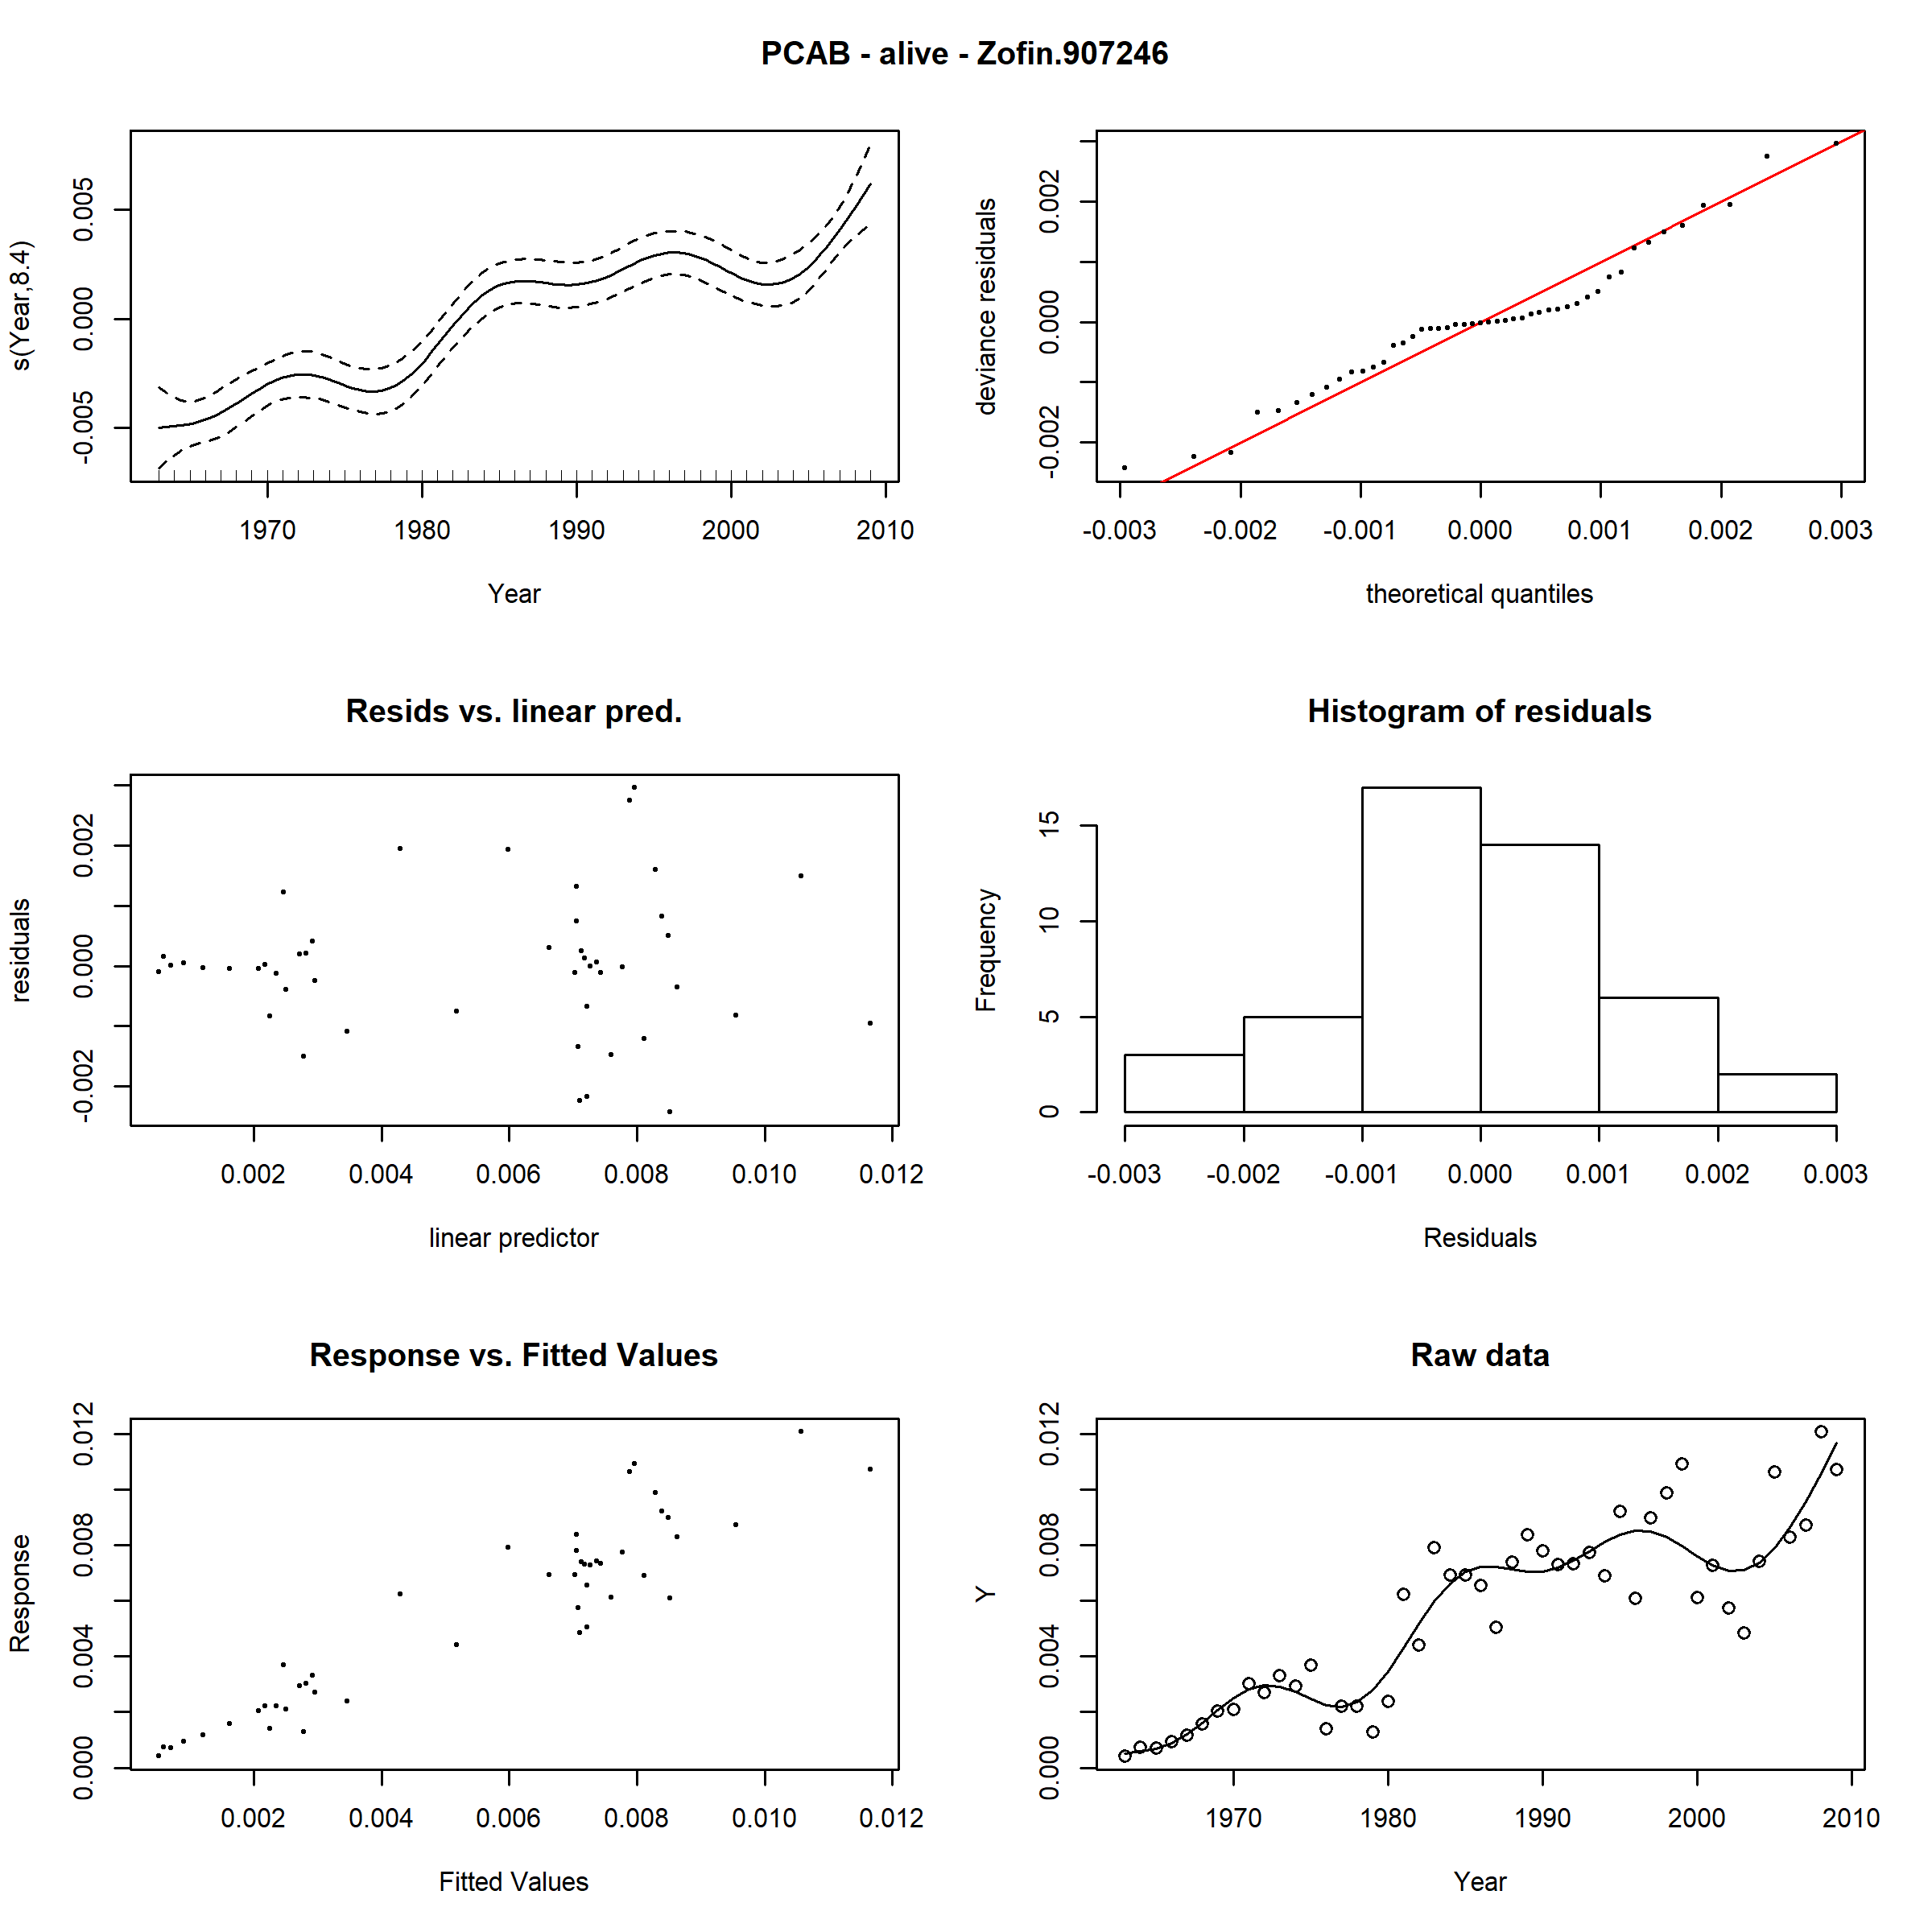 PCAB - alive - Zofin.907246
s(Year,8.4)
-0.005 0.000 0.005
1970 1980 1990 2000 2010
Year
deviance residuals
-0.002 0.000 0.002
-0.003 -0.002 -0.001 0.000 0.001 0.002 0.003
theoretical quantiles
Resids vs. linear pred.
residuals
-0.002 0.000 0.002
0.002 0.004 0.006 0.008 0.010 0.012
linear predictor
Histogram of residuals
Frequency
0 5 10 15
-0.003 -0.002 -0.001 0.000 0.001 0.002 0.003
Residuals
Response vs. Fitted Values
Response
0.000 0.004 0.008 0.012
0.002 0.004 0.006 0.008 0.010 0.012
Fitted Values
Raw data
Y
0.000 0.004 0.008 0.012
1970 1980 1990 2000 2010
Year